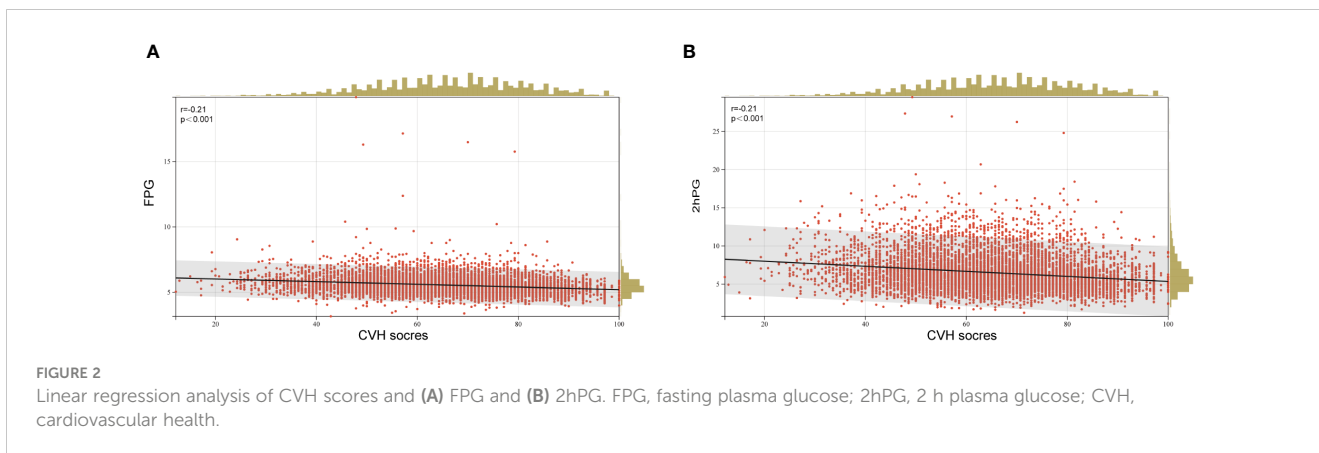 A
r=-0.21
p<0.001
FPG
15
10
5
20
40
60
80
100
CVH socres
B
r=-0.21
p<0.001
2hPG
25
20
15
10
5
20
40
60
80
100
CVH socres
FIGURE 2
Linear regression analysis of CVH scores and (A) FPG and (B) 2hPG. FPG, fasting plasma glucose; 2hPG, 2 h plasma glucose; CVH,
cardiovascular health.